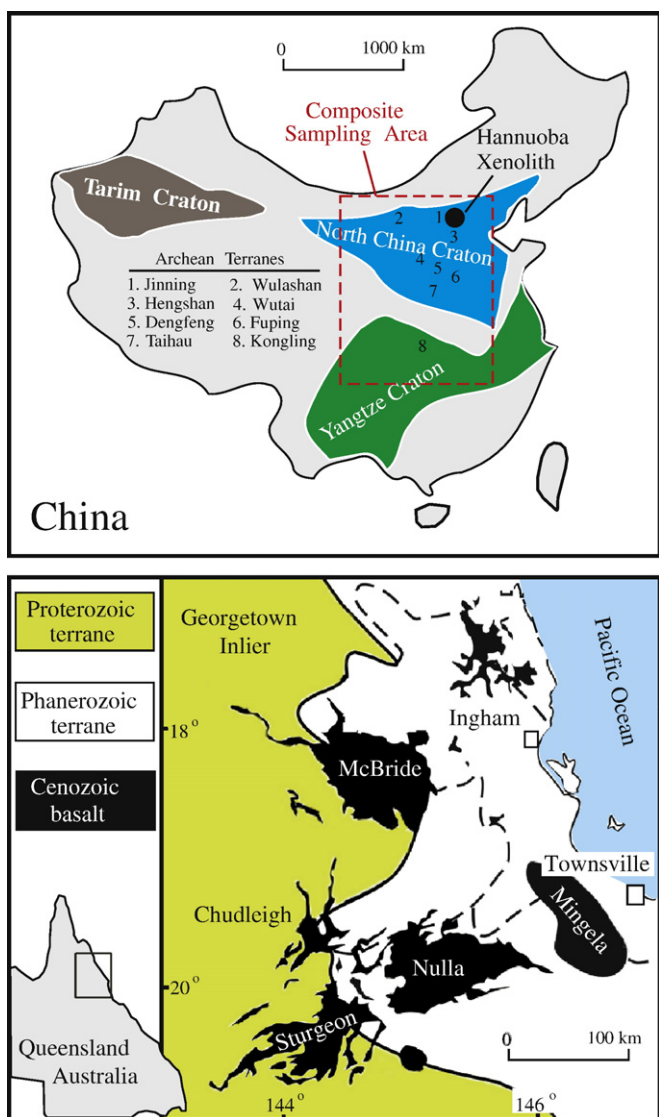 0 1000 km
Composite
Sampling Area
Hannuoba
Xenolith
Tarim Craton
North China Craton
2
1
3
4
5
6
7
Archean Terranes
1. Jinning 2. Wulashan
3. Hengshan 4. Wutai
5. Dengfeng 6. Fuping
7. Taihau 8. Kongling
8
Yangtze Craton
China
Proterozoic
terrane
Phanerozoic
terrane
Cenozoic
basalt
Georgetown
Inlier
Pacific Ocean
Ingham
18°
McBride
Townsville
Mingela
Chudleigh
Nulla
20°
Sturgeon
0 100 km
Queensland
Australia
144°
146°